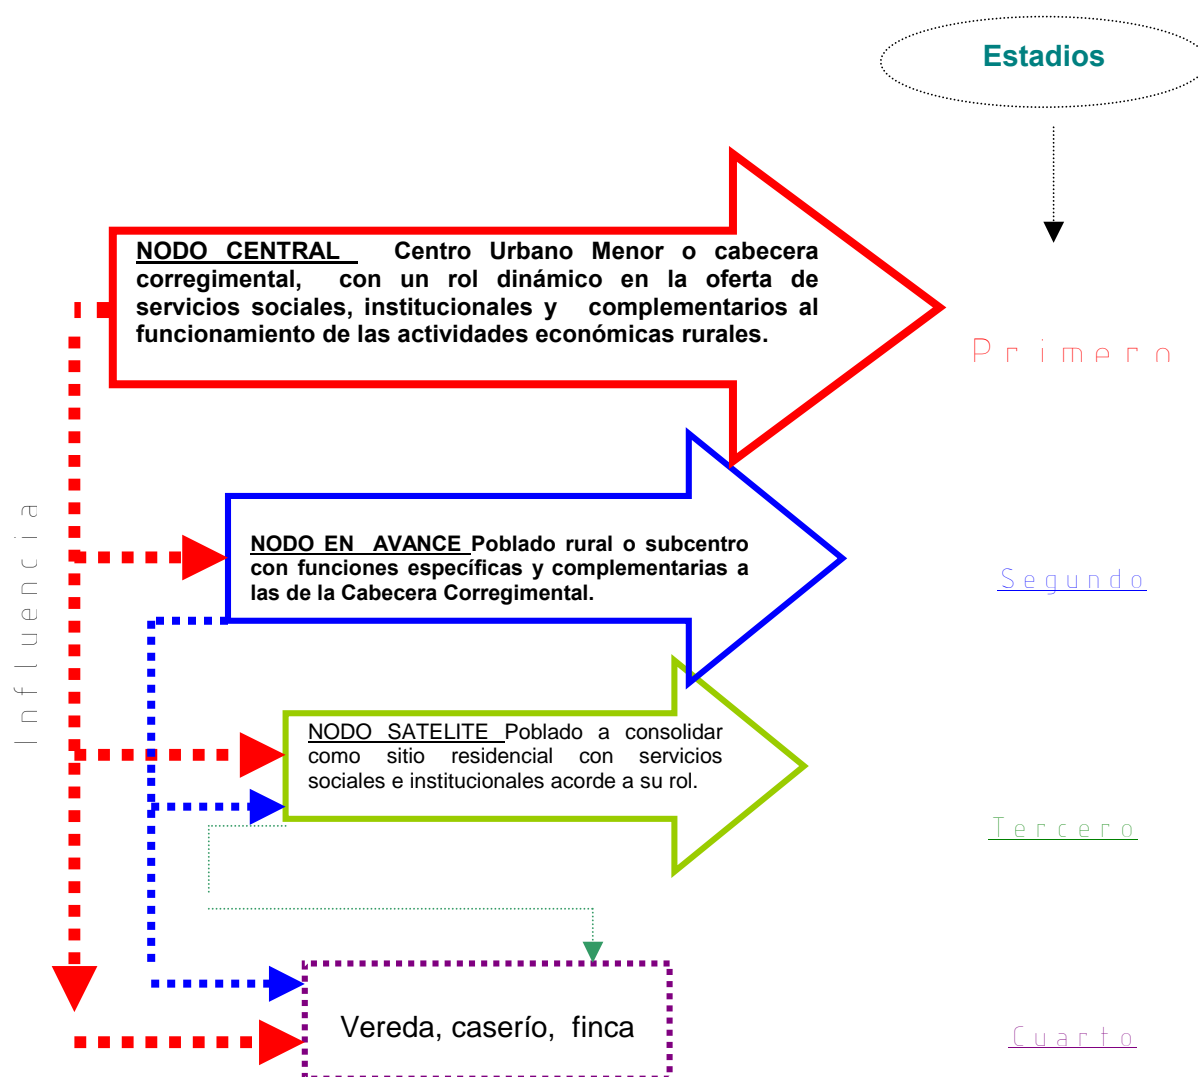 Estadios
NODO CENTRAL Centro Urbano Menor o cabecera
corregimental, con un rol dinámico en la oferta de
servicios sociales, institucionales y complementarios al
funcionamiento de las actividades económicas rurales.
Primero
Influencia
NODO EN AVANCE Poblado rural o subcentro
con funciones específicas y complementarias a
las de la Cabecera Corregimental.
Segundo
NODO SATELITE Poblado a consolidar
como sitio residencial con servicios
sociales e institucionales acorde a su rol.
Tercero
Vereda, caserío, finca
Cuarto